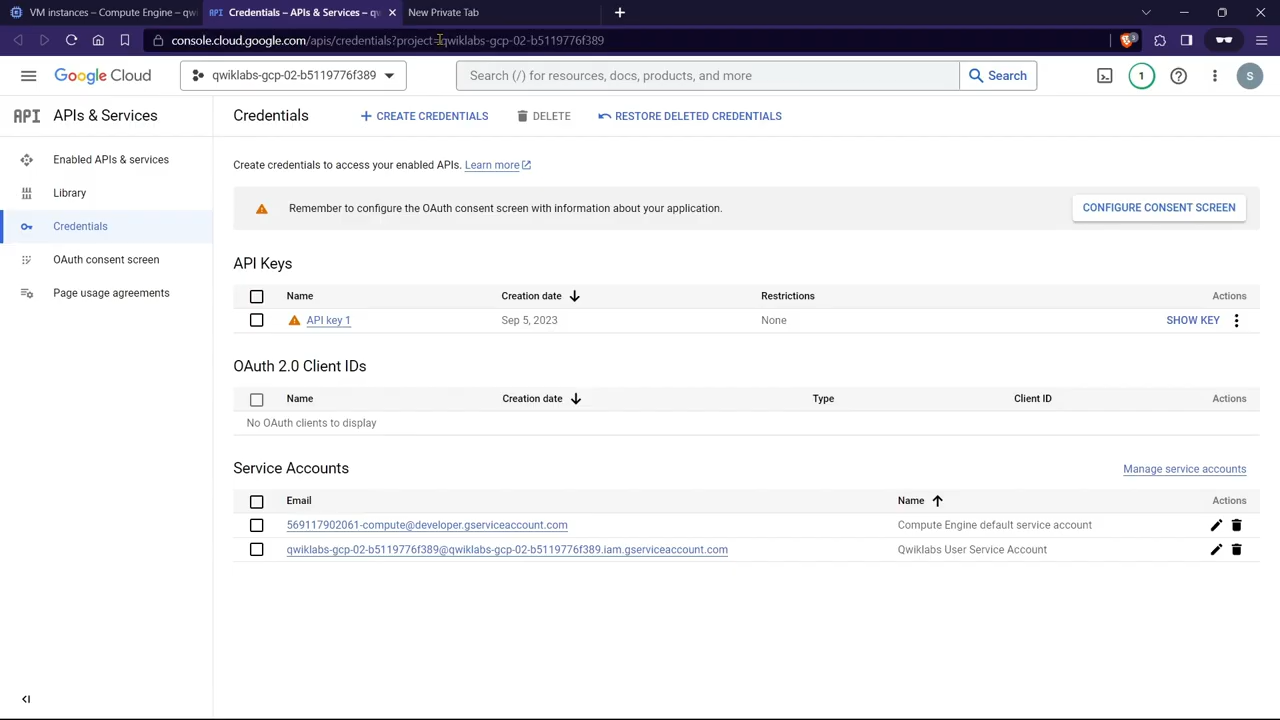 VM instances – Compute Engine – qw
API Credentials – APIs & Services – q
New Private Tab
console.cloud.google.com/apis/credentials?project=qwiklabs-gcp-02-b5119776f389
Google Cloud
qwiklabs-gcp-02-b5119776f389
Search (/) for resources, docs, products, and more
Search
1
S
API APIs & Services
Credentials
CREATE CREDENTIALS
DELETE
RESTORE DELETED CREDENTIALS
Enabled APIs & services
Library
Credentials
OAuth consent screen
Page usage agreements
Create credentials to access your enabled APIs. Learn more
Remember to configure the OAuth consent screen with information about your application.
CONFIGURE CONSENT SCREEN
API Keys
Name Creation date Restrictions Actions
API key 1 Sep 5, 2023 None SHOW KEY
OAuth 2.0 Client IDs
Name Creation date Type Client ID Actions
No OAuth clients to display
Service Accounts
Manage service accounts
Email Name Actions
569117902061-compute@developer.gserviceaccount.com Compute Engine default service account
qwiklabs-gcp-02-b5119776f389@qwiklabs-gcp-02-b5119776f389.iam.gserviceaccount.com Qwiklabs User Service Account